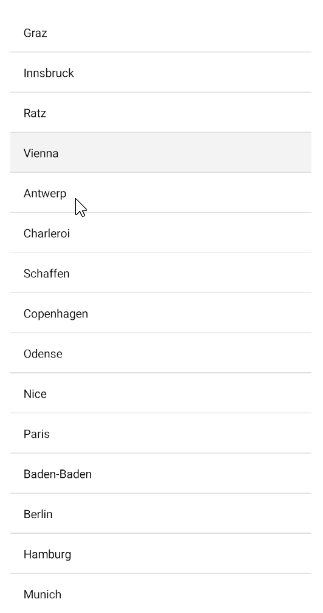 Graz
Innsbruck
Ratz
Vienna
Antwerp
Charleroi
Schaffen
Copenhagen
Odense
Nice
Paris
Baden-Baden
Berlin
Hamburg
Munich